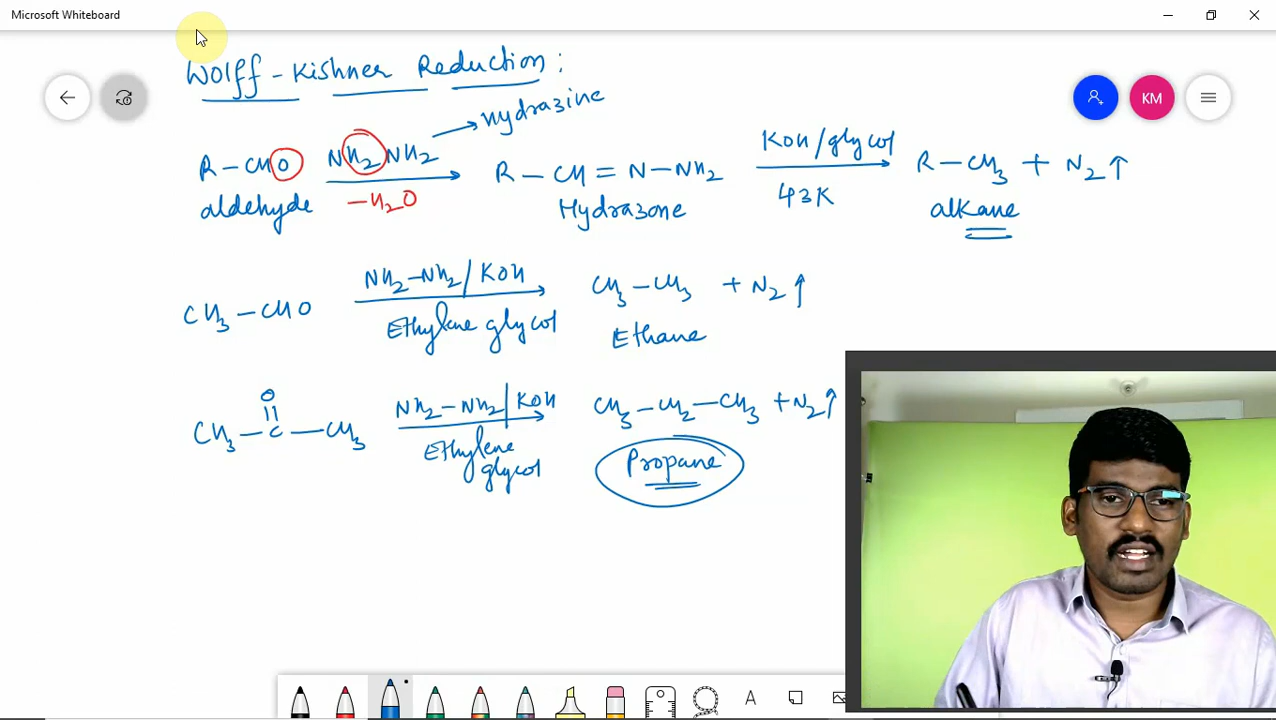 Microsoft Whiteboard
Wolff - Kishner Reduction :
hydrazine
R - CHO NH2NH2 R - CH = N - NH2 KOH/glycol R - CH3 + N2 ↑
- H2O 43K
aldehyde Hydrazone alkane
CH3 - CHO NH2-NH2/KOH CH3 - CH3 + N2 ↑
Ethylene glycol Ethane
O
CH3 - C - CH3 NH2 - NH2/KOH CH3 - CH2 - CH3 + N2 ↑
Ethylene glycol Propane
KM
A